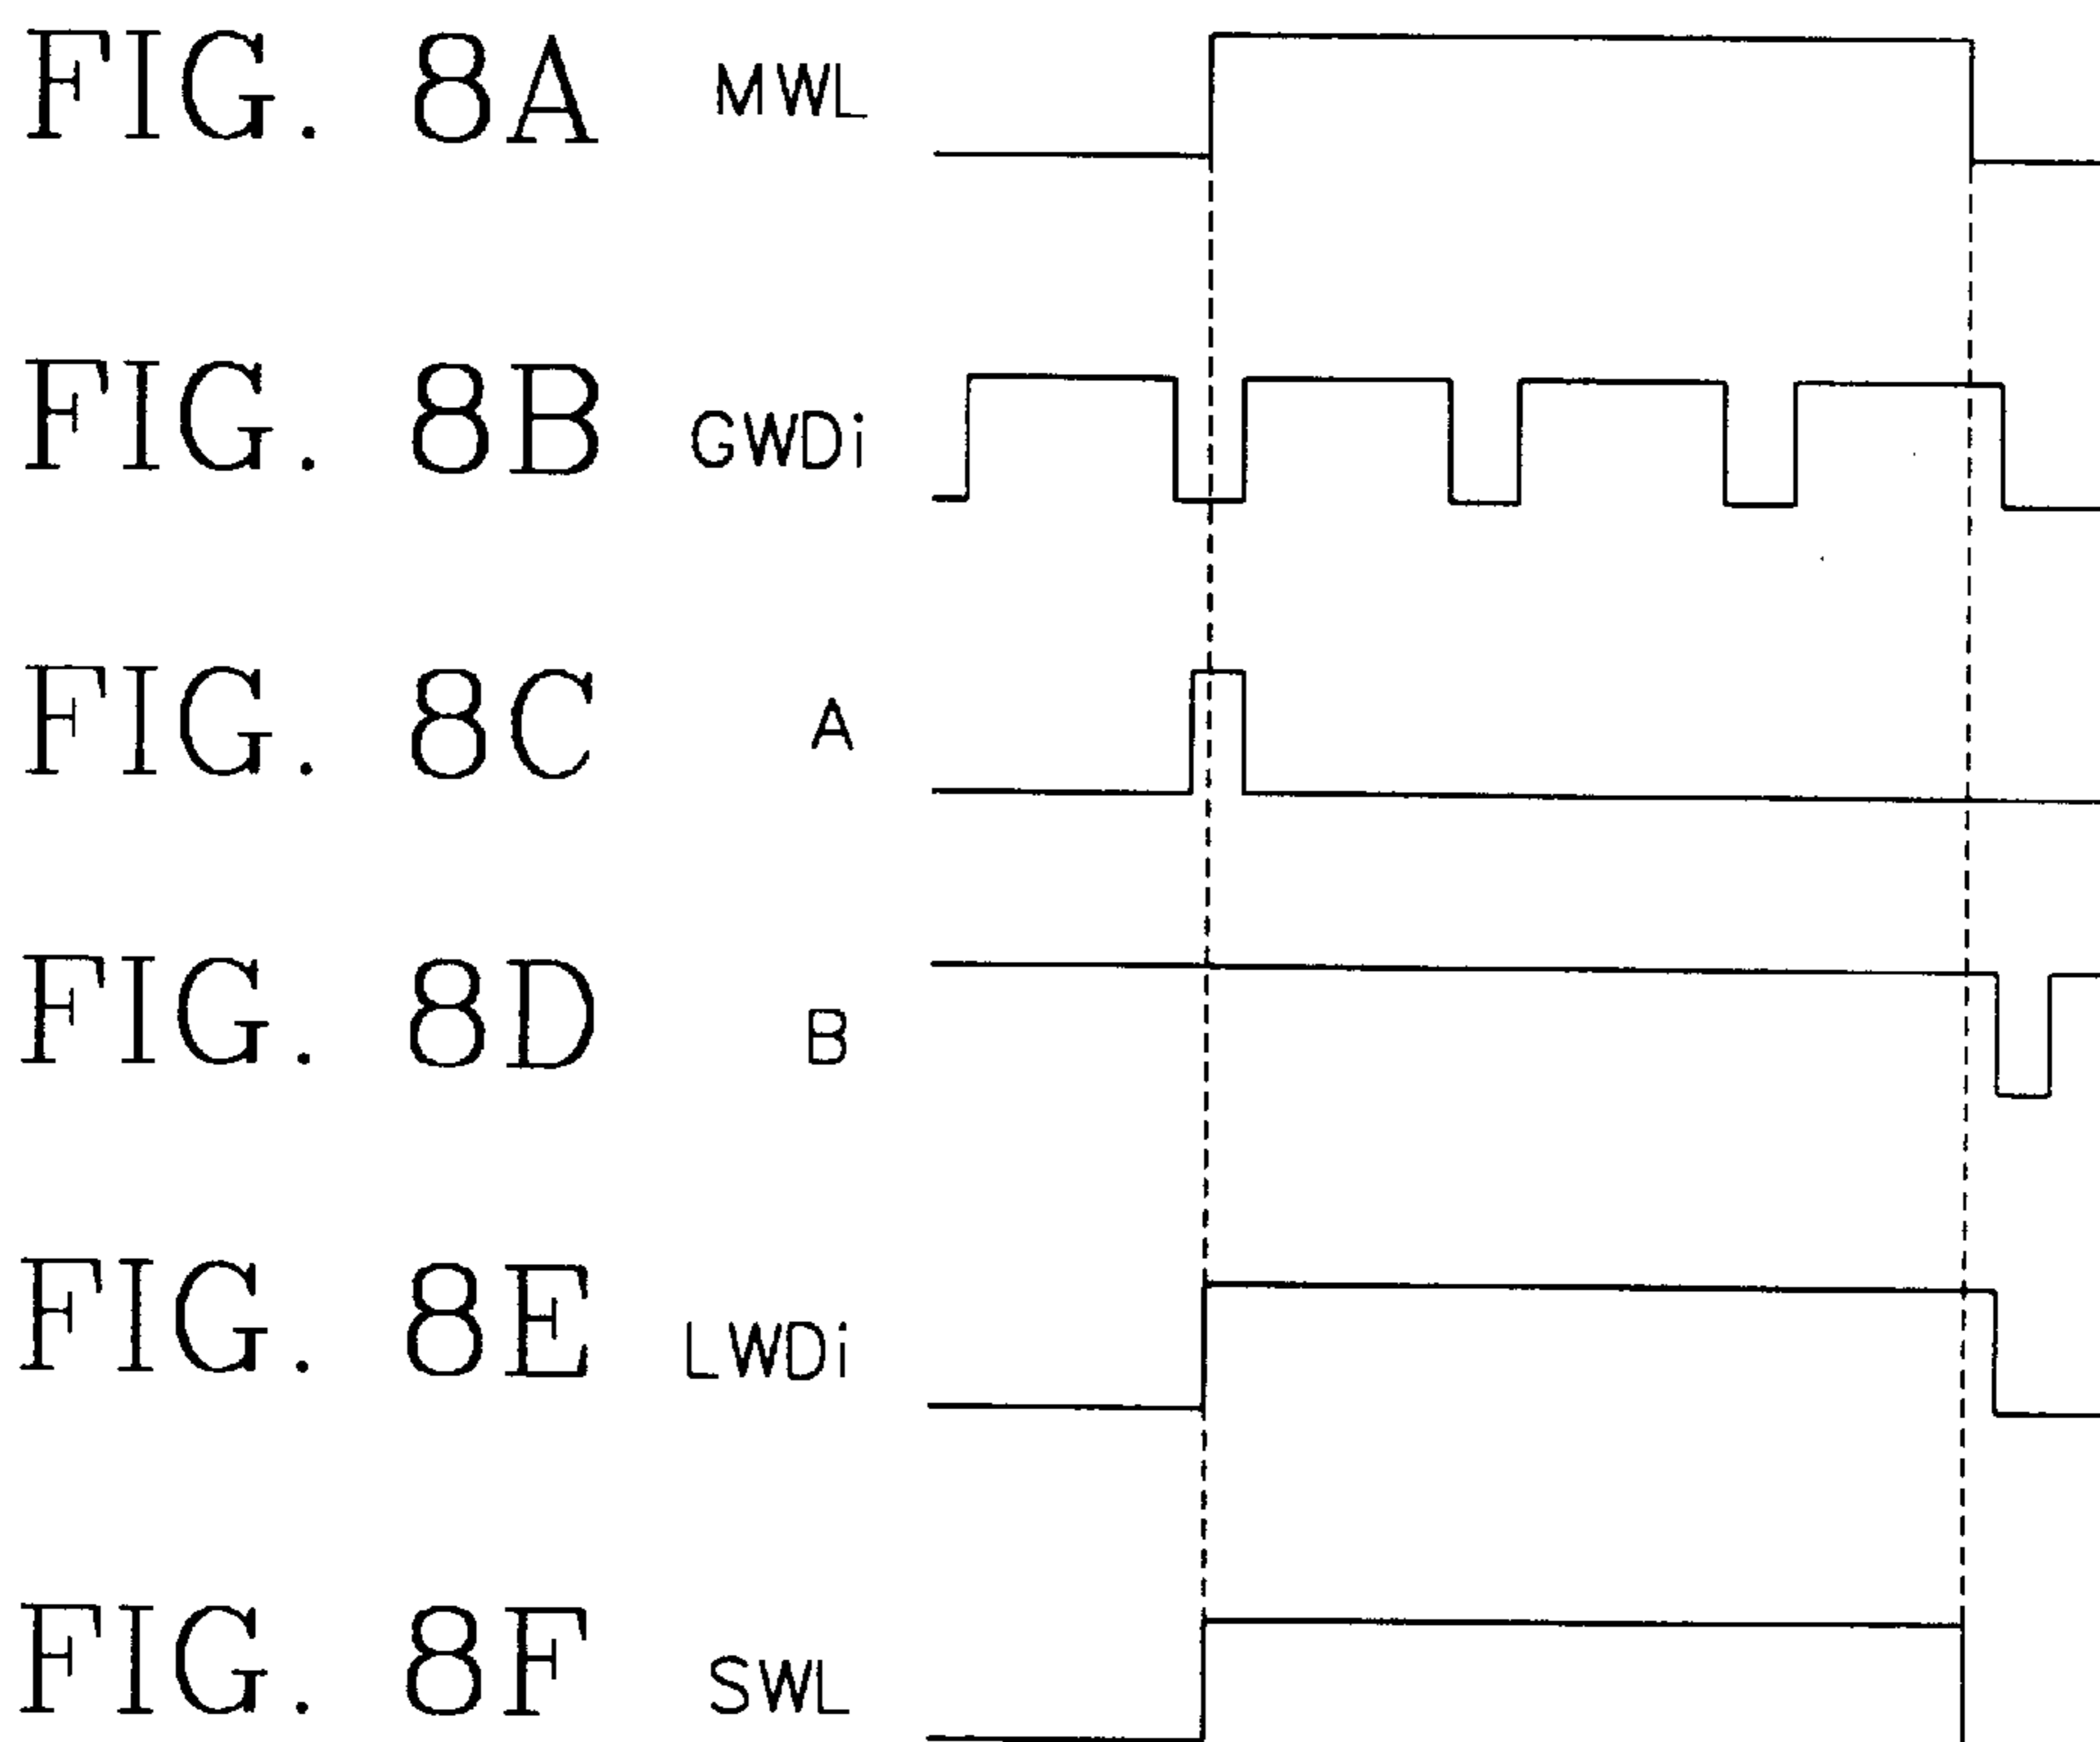 FIG. 8A MWL
FIG. 8B GWDi
FIG. 8C A
FIG. 8D B
FIG. 8E LWDi
FIG. 8F SWL